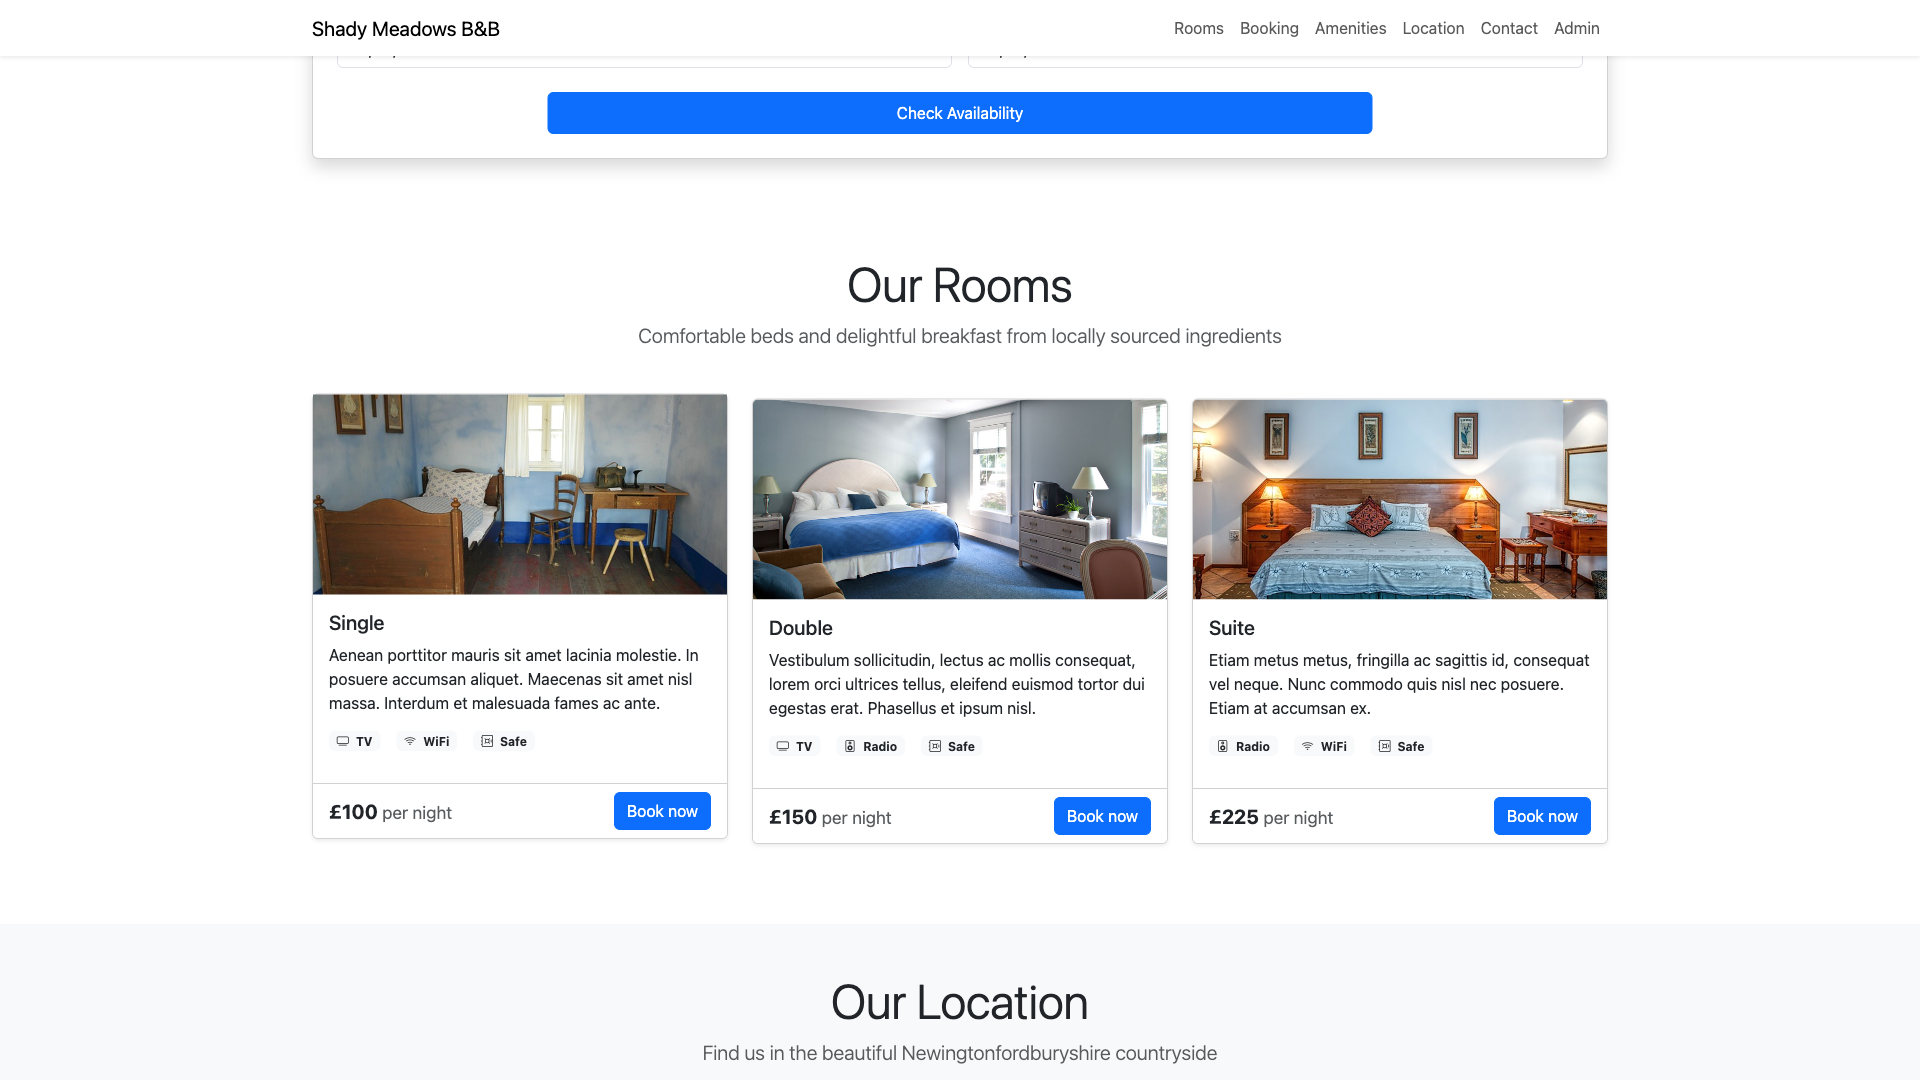 Shady Meadows B&B
Rooms Booking Amenities Location Contact Admin
Check Availability
Our Rooms
Comfortable beds and delightful breakfast from locally sourced ingredients
Single
Aenean porttitor mauris sit amet lacinia molestie. In
posuere accumsan aliquet. Maecenas sit amet nisl
massa. Interdum et malesuada fames ac ante.
TV WiFi Safe
£100 per night
Book now
Double
Vestibulum sollicitudin, lectus ac mollis consequat,
lorem orci ultrices tellus, eleifend euismod tortor dui
egestas erat. Phasellus et ipsum nisl.
TV Radio Safe
£150 per night
Book now
Suite
Etiam metus metus, fringilla ac sagittis id, consequat
vel neque. Nunc commodo quis nisl nec posuere.
Etiam at accumsan ex.
Radio WiFi Safe
£225 per night
Book now
Our Location
Find us in the beautiful Newingtonfordburyshire countryside